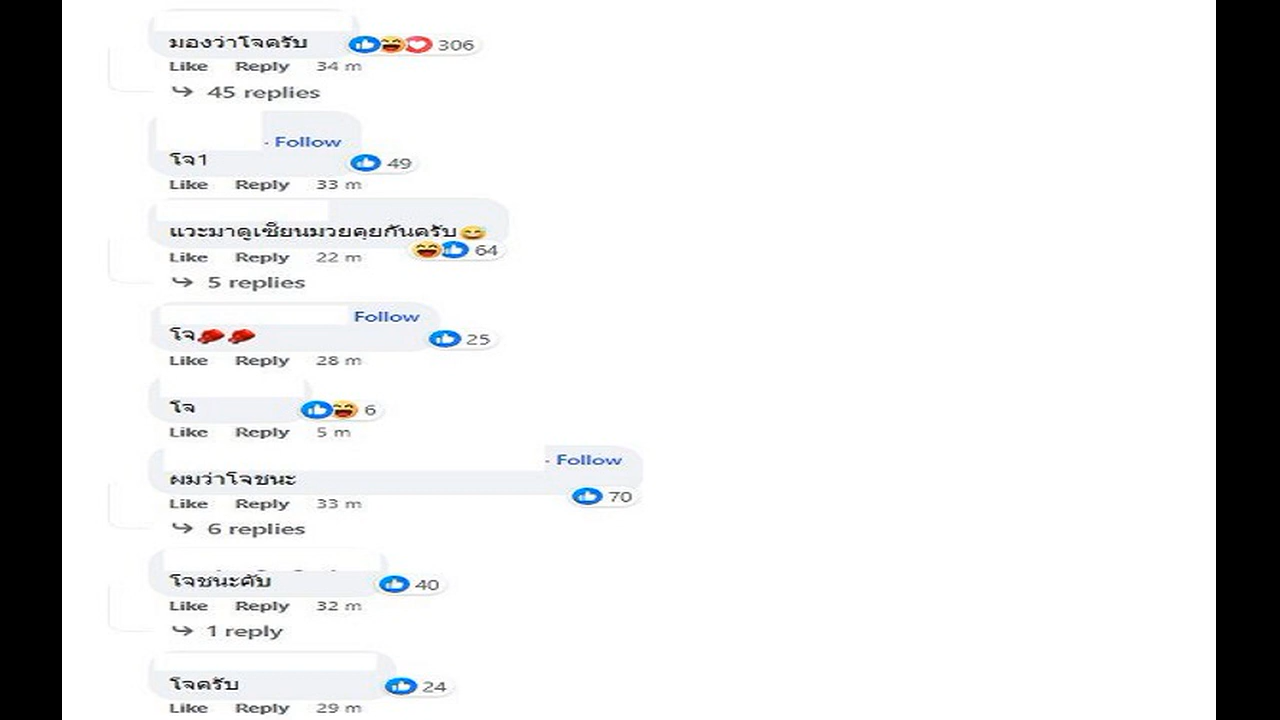 มองว่าโจครับ
306
Like Reply 34 m
45 replies
· Follow
โจ1
49
Like Reply 33 m
แวะมาดูเซียนมวยคุยกันครับ😅
64
Like Reply 22 m
5 replies
Follow
โจ🥊🥊
25
Like Reply 28 m
โจ
6
Like Reply 5 m
· Follow
ผมว่าโจชนะ
70
Like Reply 33 m
6 replies
โจชนะคับ
40
Like Reply 32 m
1 reply
โจครับ
24
Like Reply 29 m